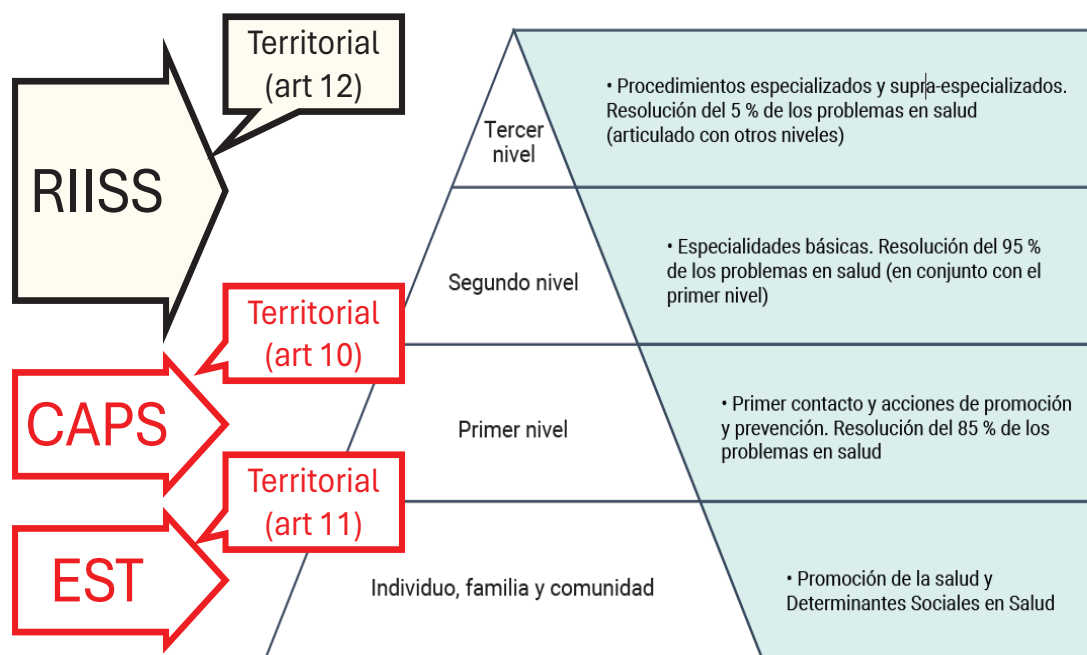 Territorial
(art 12)
RIISS
Tercer
nivel
• Procedimientos especializados y supra-especializados.
Resolución del 5 % de los problemas en salud
(articulado con otros niveles)
Segundo nivel
• Especialidades básicas. Resolución del 95 %
de los problemas en salud (en conjunto con el
primer nivel)
Territorial
(art 10)
CAPS
Primer nivel
• Primer contacto y acciones de promoción
y prevención. Resolución del 85 % de los
problemas en salud
Territorial
(art 11)
EST
Individuo, familia y comunidad
• Promoción de la salud y
Determinantes Sociales en Salud